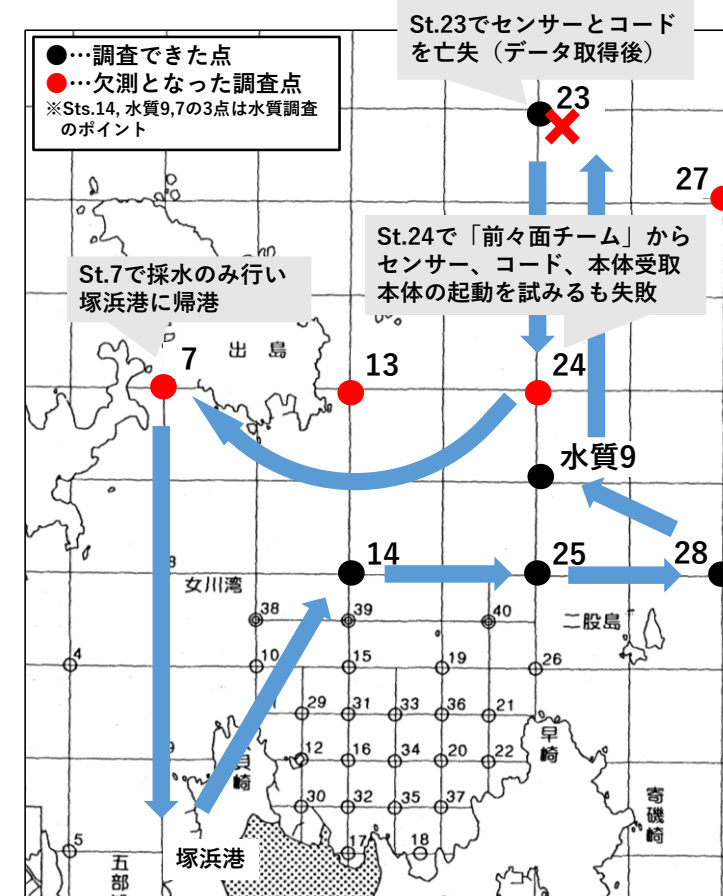 St.23でセンサーとコード
を亡失（データ取得後）
●…調査できた点
●…欠測となった調査点
※Sts.14, 水質9,7の3点は水質調査
のポイント
23
27
St.24で「前々面チーム」から
センサー、コード、本体受取
本体の起動を試みるも失敗
St.7で採水のみ行い
塚浜港に帰港
出島
7
13
24
水質9
14
25
28
女川湾
38
39
40
二股島
4
10
15
19
26
29
31
33
36
21
早崎
12
16
34
20
22
貝崎
30
32
35
37
寄磯崎
5
17
18
塚浜港
五部